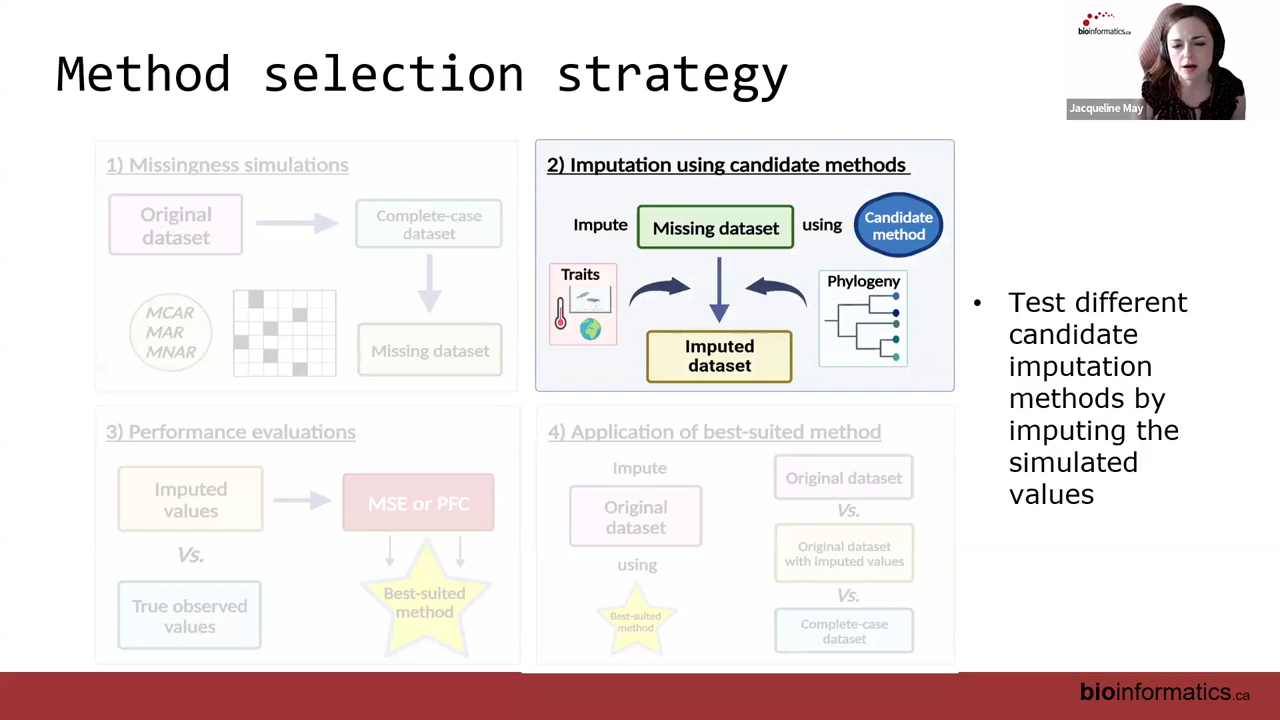 Method selection strategy
bioinformatics.ca
Jacqueline May
1) Missingness simulations
Original
dataset
Complete-case
dataset
MCAR
MAR
MNAR
Missing dataset
2) Imputation using candidate methods
Impute
Missing dataset
using
Candidate
method
Traits
Phylogeny
Imputed
dataset
3) Performance evaluations
Imputed
values
MSE or PFC
Vs.
Best-suited
method
True observed
values
4) Application of best-suited method
Impute
Original
dataset
using
Best-suited
method
Original dataset
Vs.
Original dataset
with imputed values
Vs.
Complete-case
dataset
• Test different
candidate
imputation
methods by
imputing the
simulated
values
bioinformatics.ca